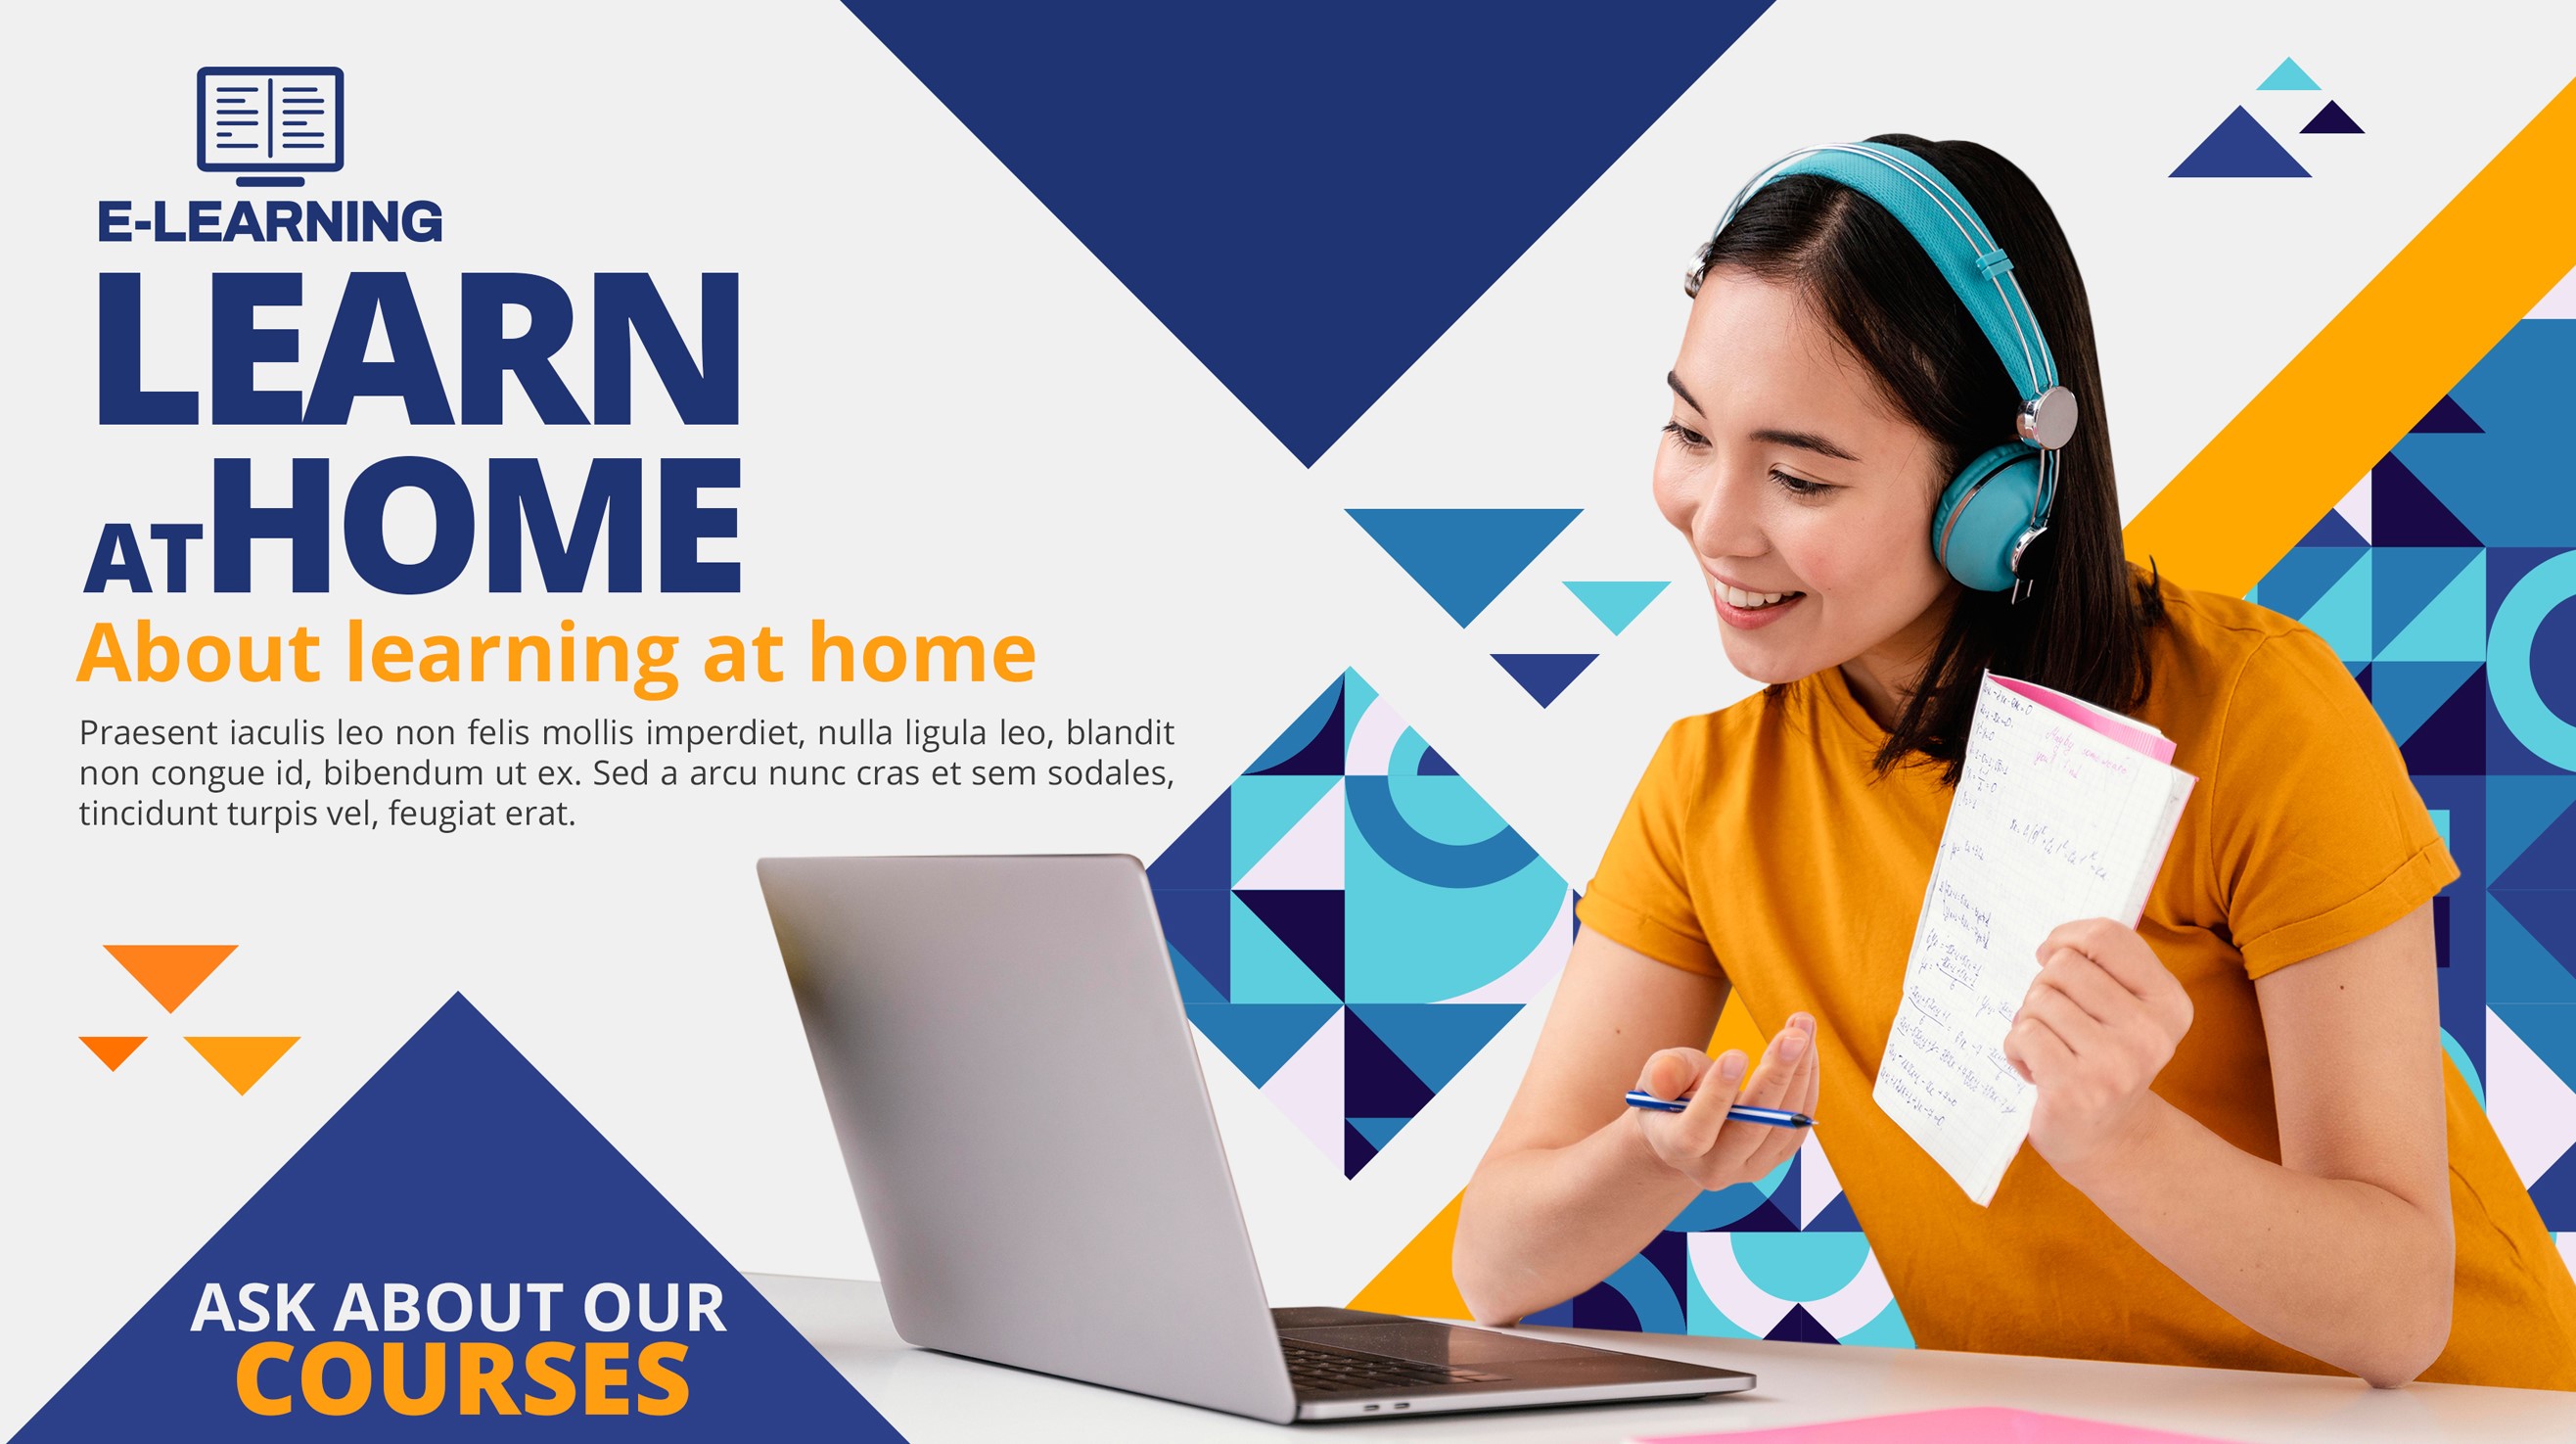 E-LEARNING
LEARN
AT HOME
About learning at home
Praesent iaculis leo non felis mollis imperdiet, nulla ligula leo, blandit
non congue id, bibendum ut ex. Sed a arcu nunc cras et sem sodales,
tincidunt turpis vel, feugiat erat.
ASK ABOUT OUR
COURSES